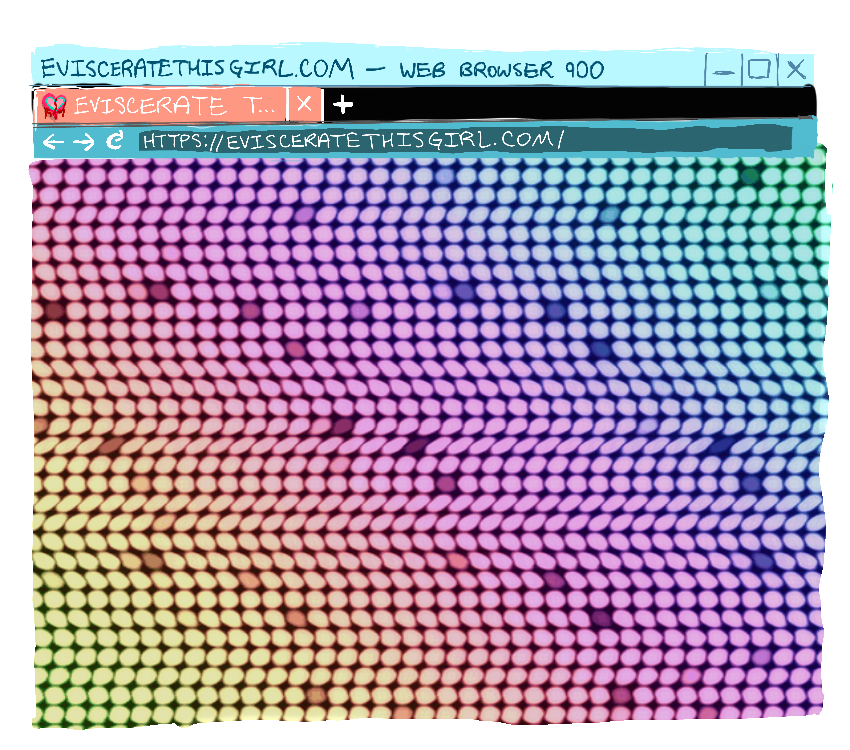 EVISCERATETHISGIRL.COM — WEB BROWSER 900
EVISCERATE T...
HTTPS://EVISCERATETHISGIRL.COM/